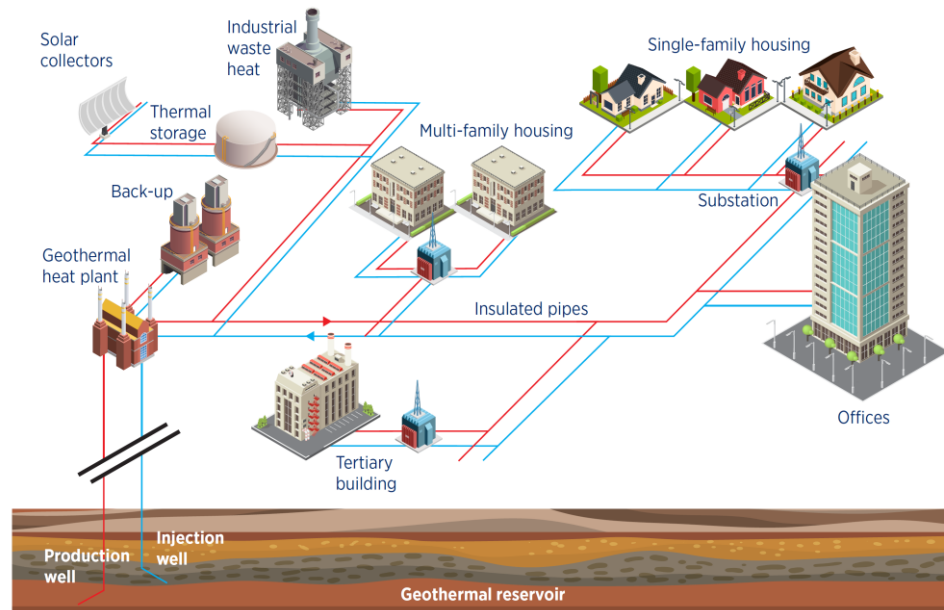 Solar
collectors
Industrial
waste
heat
Single-family housing
Thermal
storage
Multi-family housing
Back-up
Substation
Geothermal
heat plant
Insulated pipes
Offices
Tertiary
building
Injection
well
Production
well
Geothermal reservoir